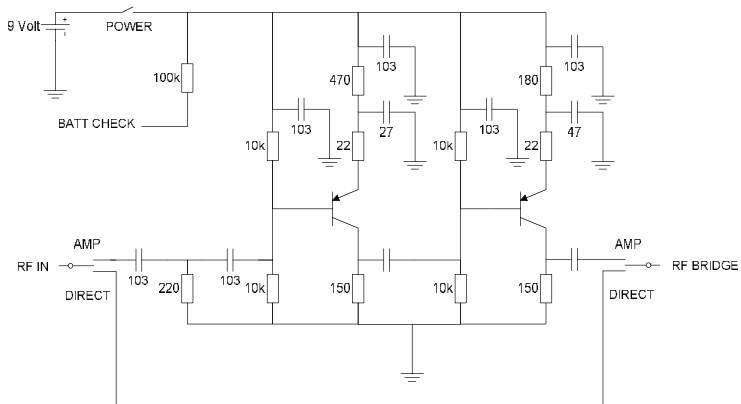 9 Volt
+
POWER
100k
BATT CHECK
103
470
103
27
10k
22
103
180
103
47
10k
22
AMP
RF IN
103
DIRECT
220
103
10k
150
10k
150
AMP
RF BRIDGE
DIRECT